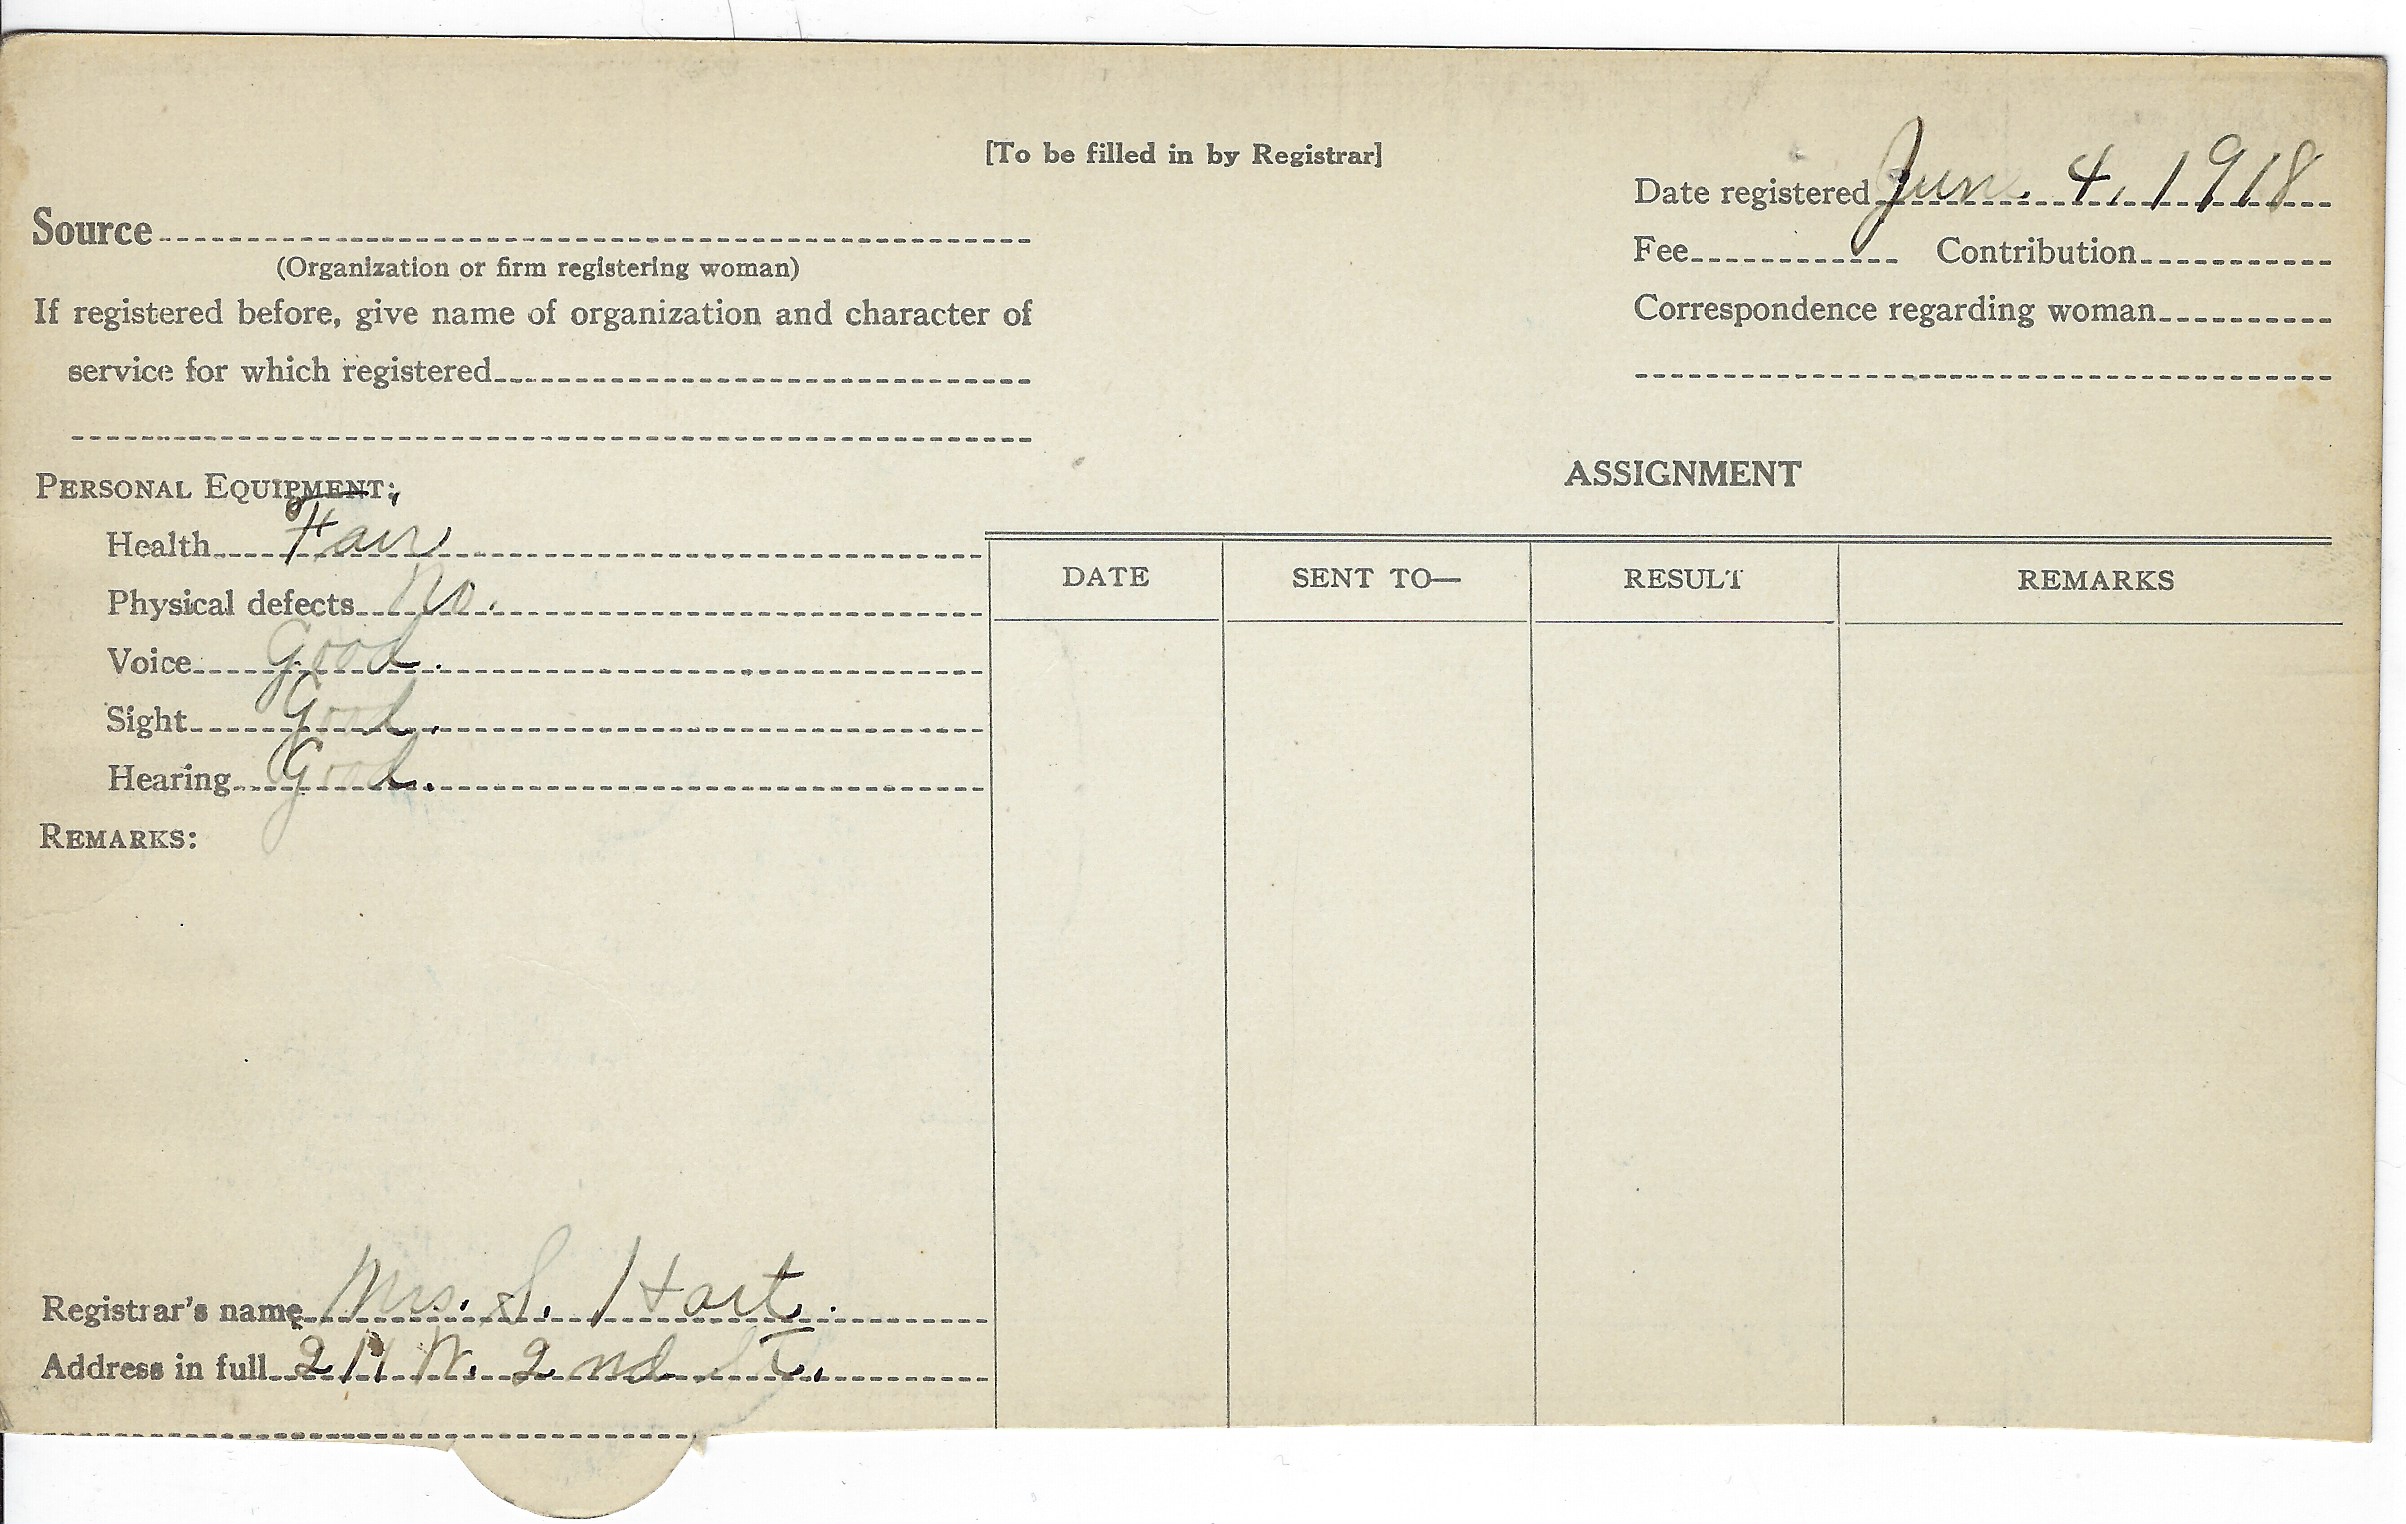 [To be filled in by Registrar]
Date registered June 4, 1918
Source
(Organization or firm registering woman)
Fee Contribution
If registered before, give name of organization and character of
service for which registered
Correspondence regarding woman
PERSONAL EQUIPMENT:
Health Fair
Physical defects No.
Voice Good.
Sight Good.
Hearing Good.
REMARKS:
ASSIGNMENT
DATE SENT TO— RESULT REMARKS
Registrar's name Mrs. S. Hart.
Address in full N. 2nd St.